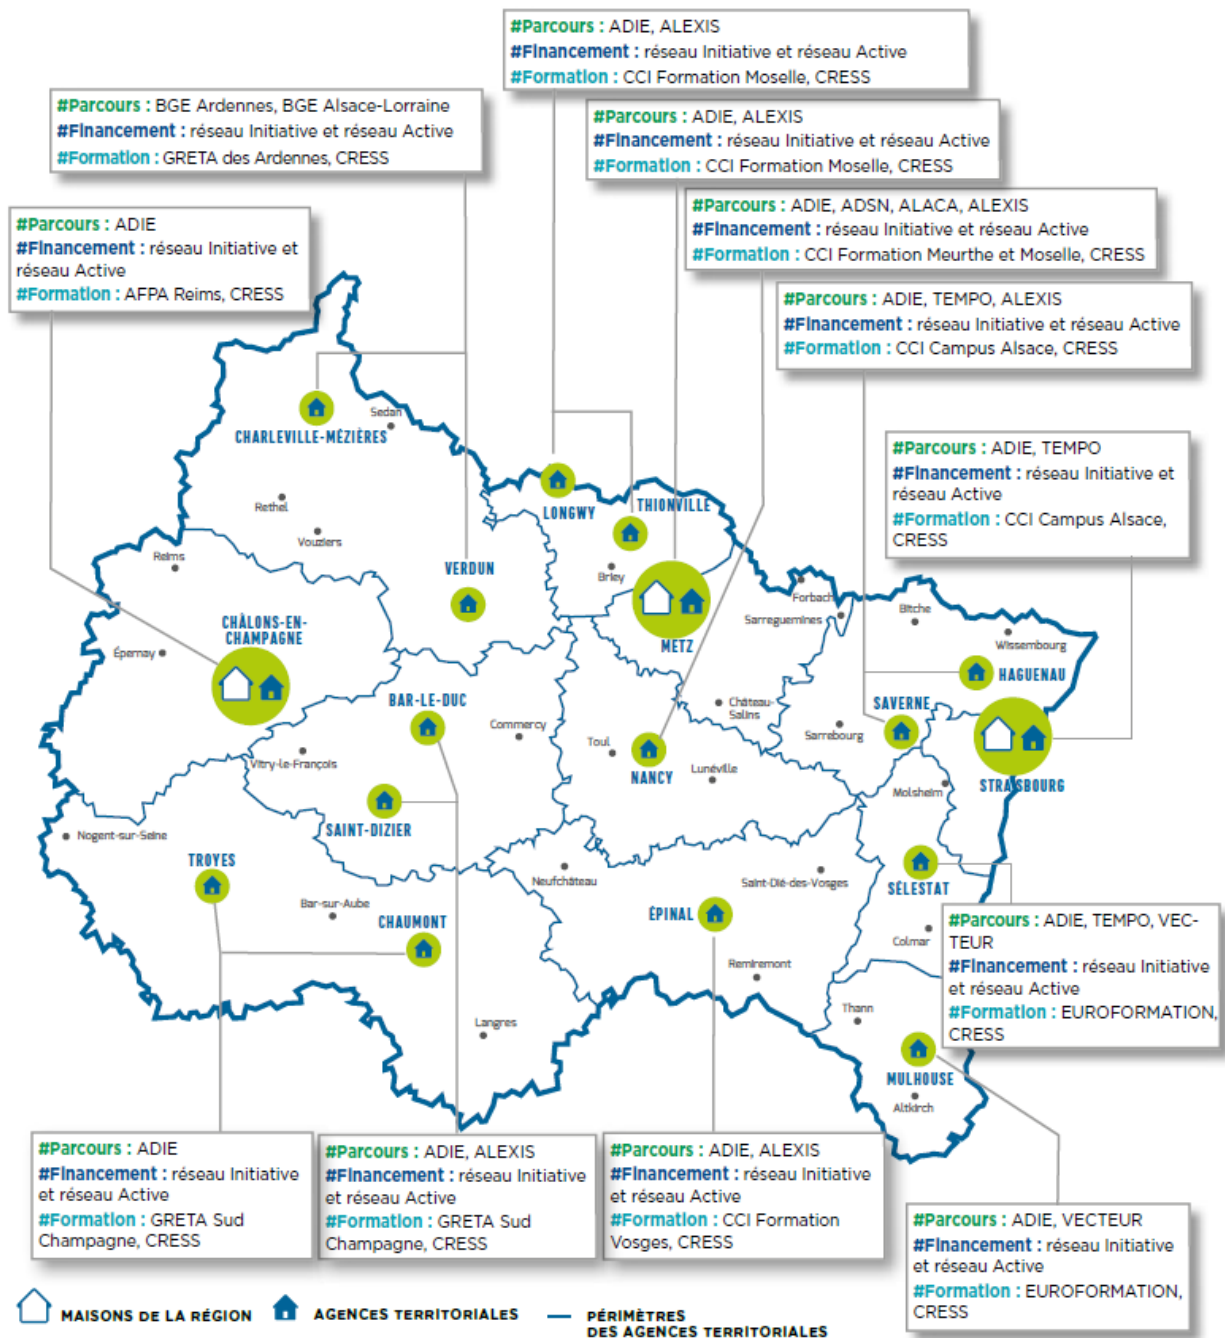 #Parcours : ADIE, ALEXIS
#Financement : réseau Initiative et réseau Active
#Formation : CCI Formation Moselle, CRESS
#Parcours : BGE Ardennes, BGE Alsace-Lorraine
#Financement : réseau Initiative et réseau Active
#Formation : GRETA des Ardennes, CRESS
#Parcours : ADIE, ALEXIS
#Financement : réseau Initiative et réseau Active
#Formation : CCI Formation Moselle, CRESS
#Parcours : ADIE, ADSN, ALACA, ALEXIS
#Financement : réseau Initiative et réseau Active
#Formation : CCI Formation Meurthe et Moselle, CRESS
#Parcours : ADIE
#Financement : réseau Initiative et
réseau Active
#Formation : AFPA Reims, CRESS
#Parcours : ADIE, TEMPO, ALEXIS
#Financement : réseau Initiative et réseau Active
#Formation : CCI Campus Alsace, CRESS
#Parcours : ADIE, TEMPO
#Financement : réseau Initiative et
réseau Active
#Formation : CCI Campus Alsace,
CRESS
Sedan
CHARLEVILLE-MÉZIÈRES
Rethel
Vouziers
LONGWY
THIONVILLE
Reims
VERDUN
Briey
Forbach
Sarreguemines
Bitche
Wissembourg
CHÂLONS-EN-
CHAMPAGNE
METZ
Épernay
HAGUENAU
BAR-LE-DUC
Château-
Salins
SAVERNE
Commercy
Toul
Sarrebourg
Vitry-le-François
NANCY
Lunéville
STRASBOURG
Molsheim
SAINT-DIZIER
Nogent-sur-Seine
TROYES
Neufchâteau
Saint-Dié-des-Vosges
SÉLESTAT
Bar-sur-Aube
CHAUMONT
ÉPINAL
Colmar
Remiremont
Thann
Langres
MULHOUSE
Altkirch
#Parcours : ADIE, TEMPO, VEC-
TEUR
#Financement : réseau Initiative
et réseau Active
#Formation : EUROFORMATION,
CRESS
#Parcours : ADIE
#Financement : réseau Initiative
et réseau Active
#Formation : GRETA Sud
Champagne, CRESS
#Parcours : ADIE, ALEXIS
#Financement : réseau Initiative
et réseau Active
#Formation : GRETA Sud
Champagne, CRESS
#Parcours : ADIE, ALEXIS
#Financement : réseau Initiative
et réseau Active
#Formation : CCI Formation
Vosges, CRESS
#Parcours : ADIE, VECTEUR
#Financement : réseau Initiative
et réseau Active
#Formation : EUROFORMATION,
CRESS
MAISONS DE LA RÉGION
AGENCES TERRITORIALES
PÉRIMÈTRES
DES AGENCES TERRITORIALES